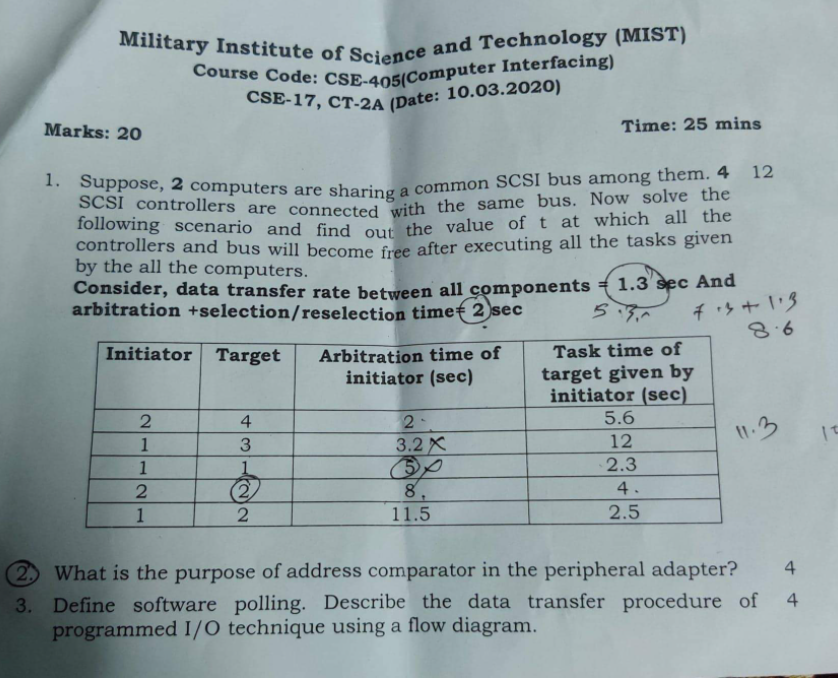 Military Institute of Science and Technology (MIST)
Course Code: CSE-405(Computer Interfacing)
CSE-17, CT-2A (Date: 10.03.2020)
Marks: 20 Time: 25 mins
1. Suppose, 2 computers are sharing a common SCSI bus among them. 4 12
SCSI controllers are connected with the same bus. Now solve the
following scenario and find out the value of t at which all the
controllers and bus will become free after executing all the tasks given
by the all the computers.
Consider, data transfer rate between all components = 1.3 sec And
arbitration +selection/reselection time= 2 sec
7.3 + 1.3
8.6
Initiator Target Arbitration time of initiator (sec) Task time of target given by initiator (sec)
2 4 2 5.6
1 3 3.2 12
1 1 5 2.3
2 2 8 4
1 2 11.5 2.5
11.3
2. What is the purpose of address comparator in the peripheral adapter? 4
3. Define software polling. Describe the data transfer procedure of 4
programmed I/O technique using a flow diagram.